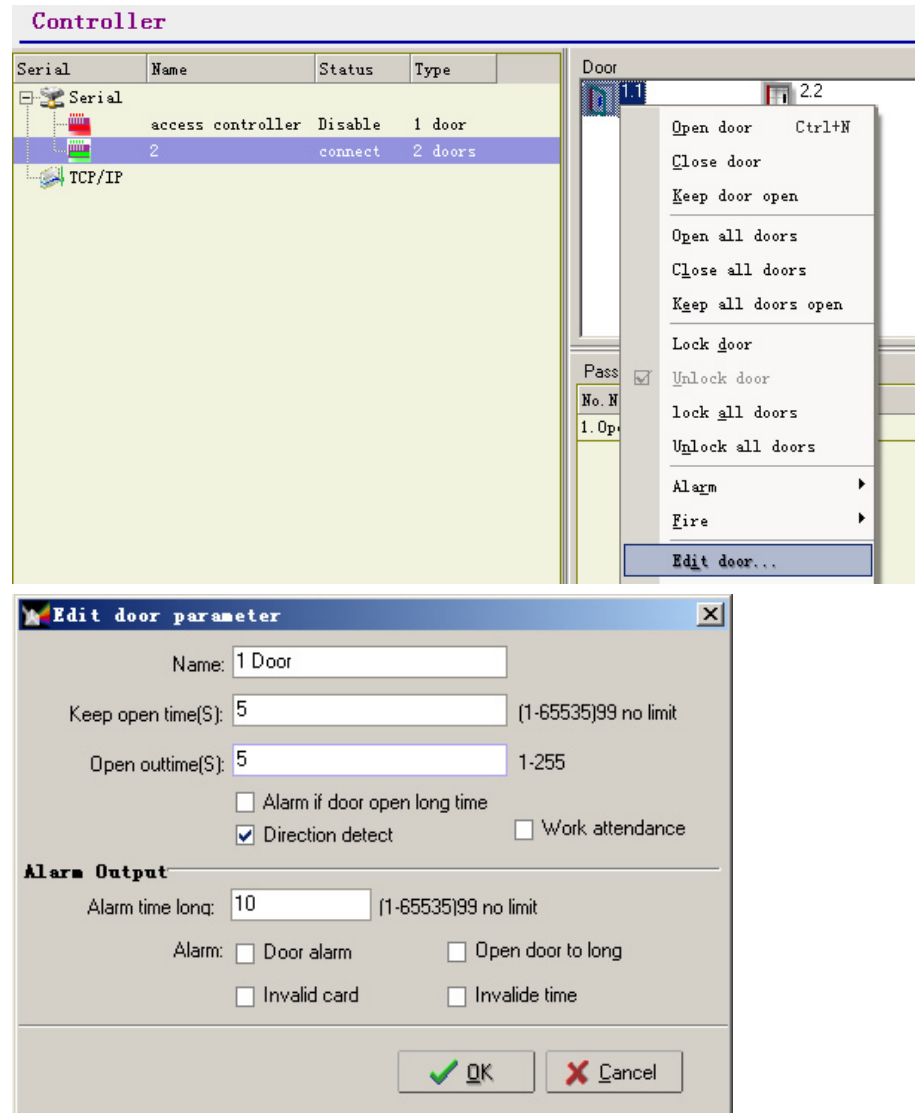 Controller
Serial Name Status Type
Serial
access controller Disable 1 door
2 connect 2 doors
TCP/IP
Door
1.1 2.2
Open door Ctrl+N
Close door
Keep door open
Open all doors
Close all doors
Keep all doors open
Lock door
Unlock door
lock all doors
Unlock all doors
Alarm
Fire
Edit door...
Pass
No. N
1. Op
Edit door parameter
Name: 1 Door
Keep open time(S): 5 (1-65535)99 no limit
Open outtime(S): 5 1-255
Alarm if door open long time
Direction detect Work attendance
Alarm Output
Alarm time long: 10 (1-65535)99 no limit
Alarm: Door alarm Open door to long
Invalid card Invalide time
OK Cancel